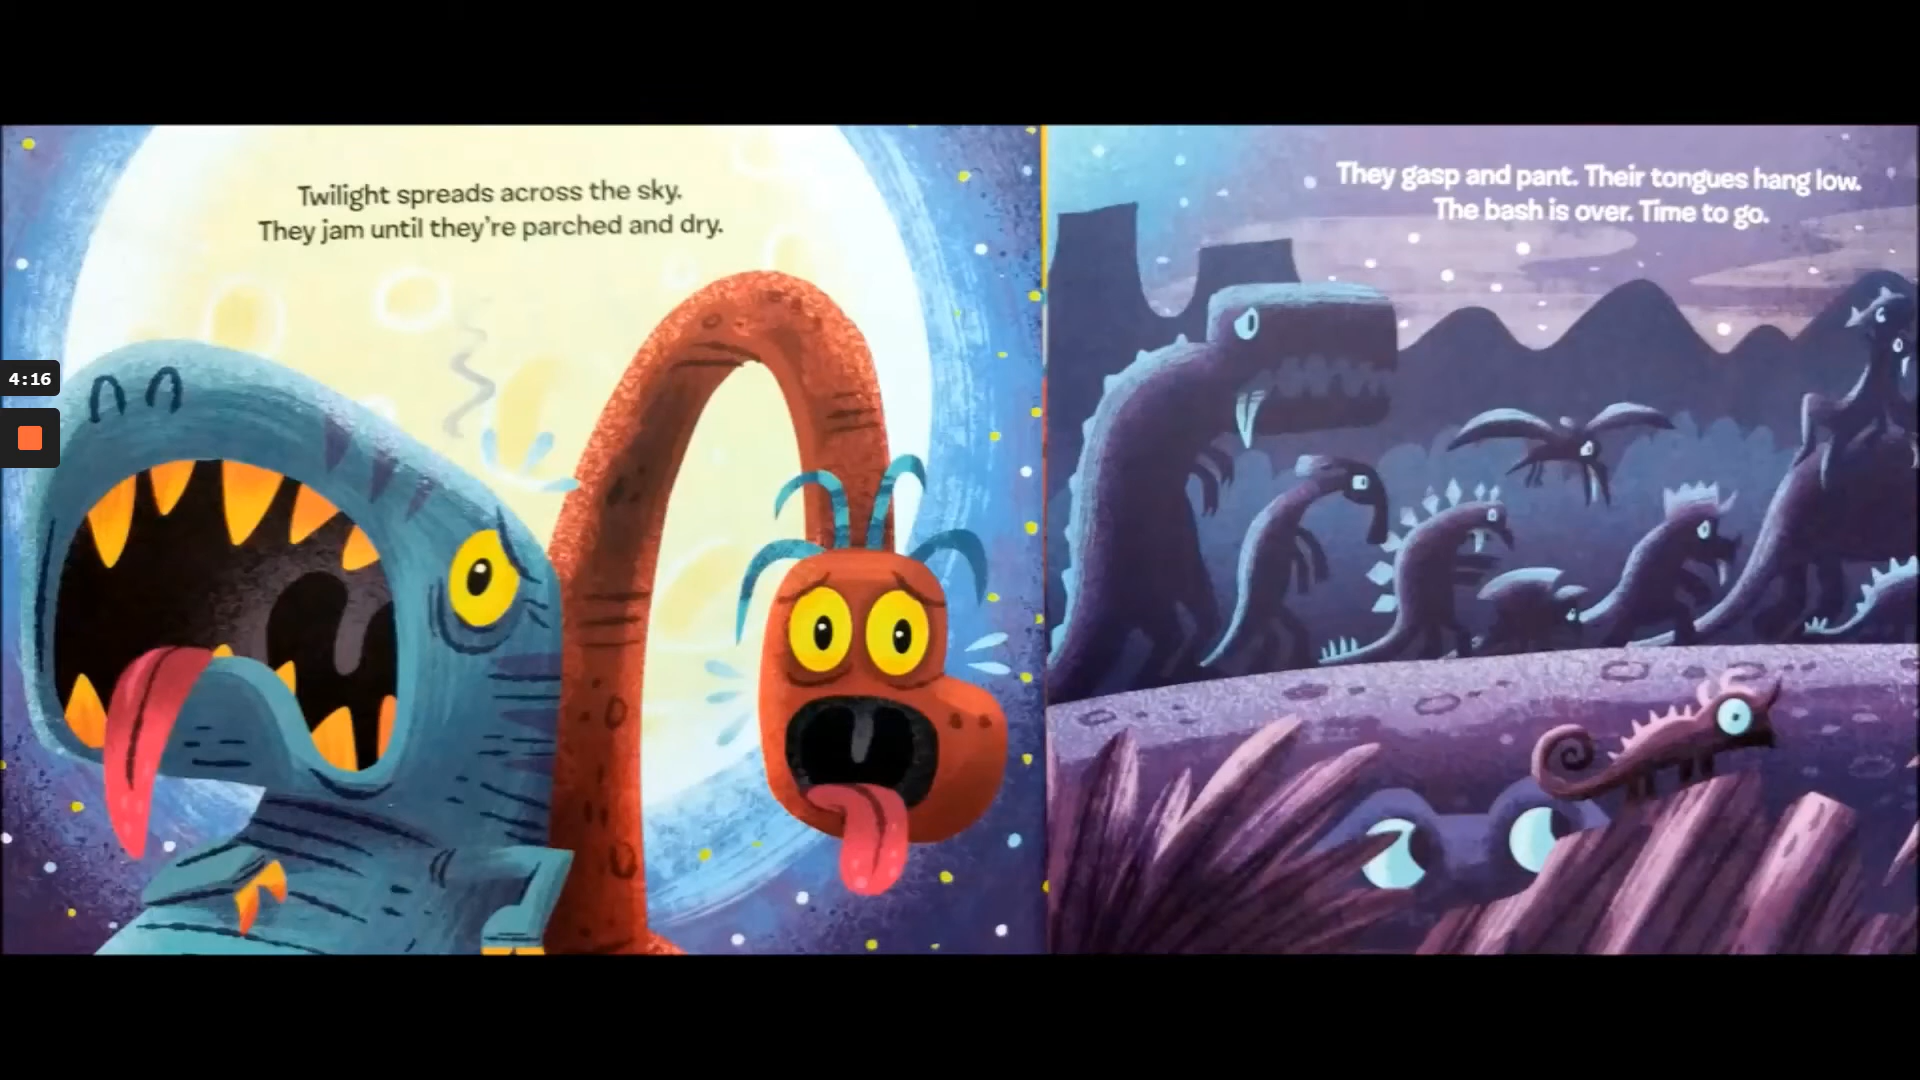 Twilight spreads across the sky.
They jam until they're parched and dry.
They gasp and pant. Their tongues hang low.
The bash is over. Time to go.
4:16